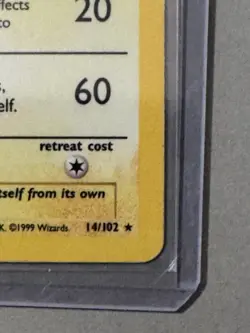 ffects 20
to
60
elf.
retreat cost
tself from its own
K. ©1999 Wizards. 14/102 ★